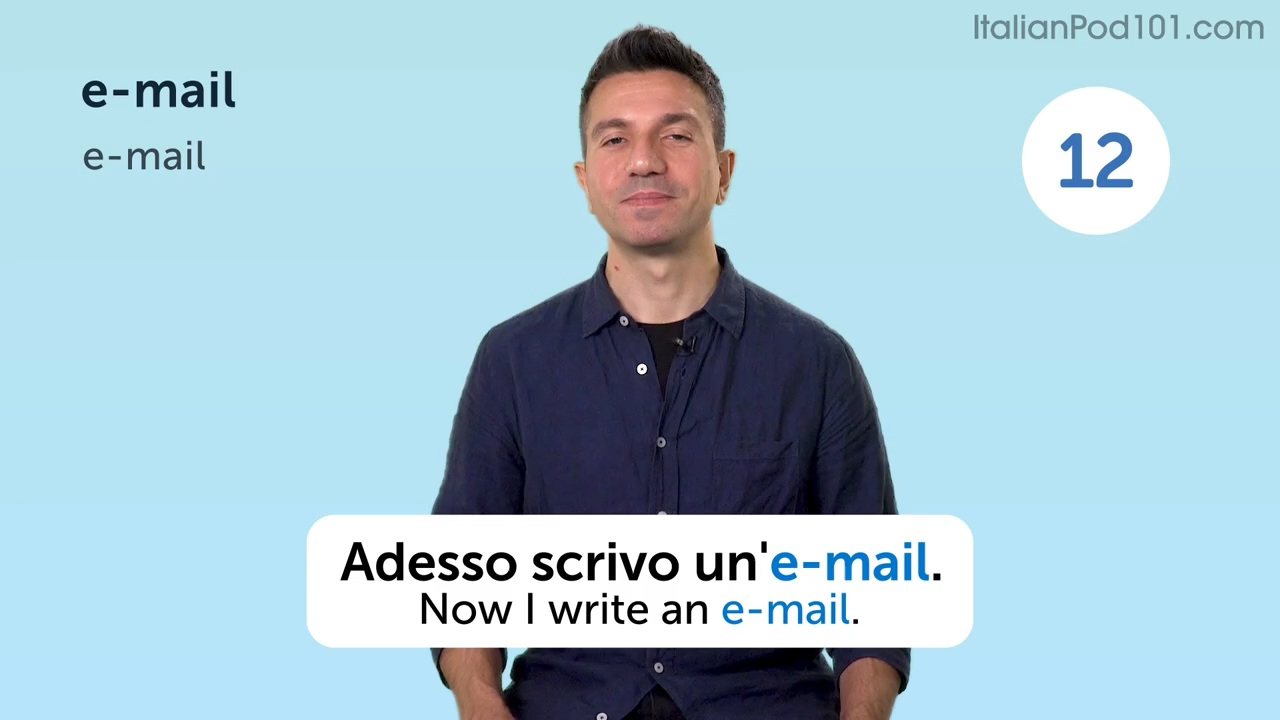 ItalianPod101.com
e-mail
e-mail
12
Adesso scrivo un'e-mail.
Now I write an e-mail.